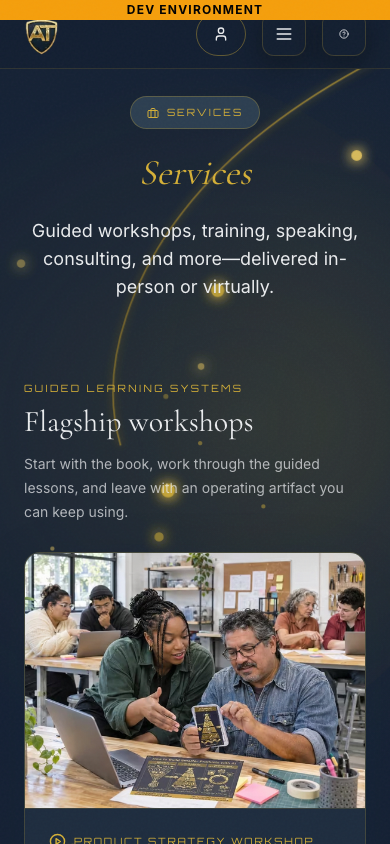 DEV ENVIRONMENT
AT
SERVICES
Services
Guided workshops, training, speaking,
consulting, and more—delivered in-
person or virtually.
GUIDED LEARNING SYSTEMS
Flagship workshops
Start with the book, work through the guided
lessons, and leave with an operating artifact you
can keep using.
PRODUCT STRATEGY WORKSHOP